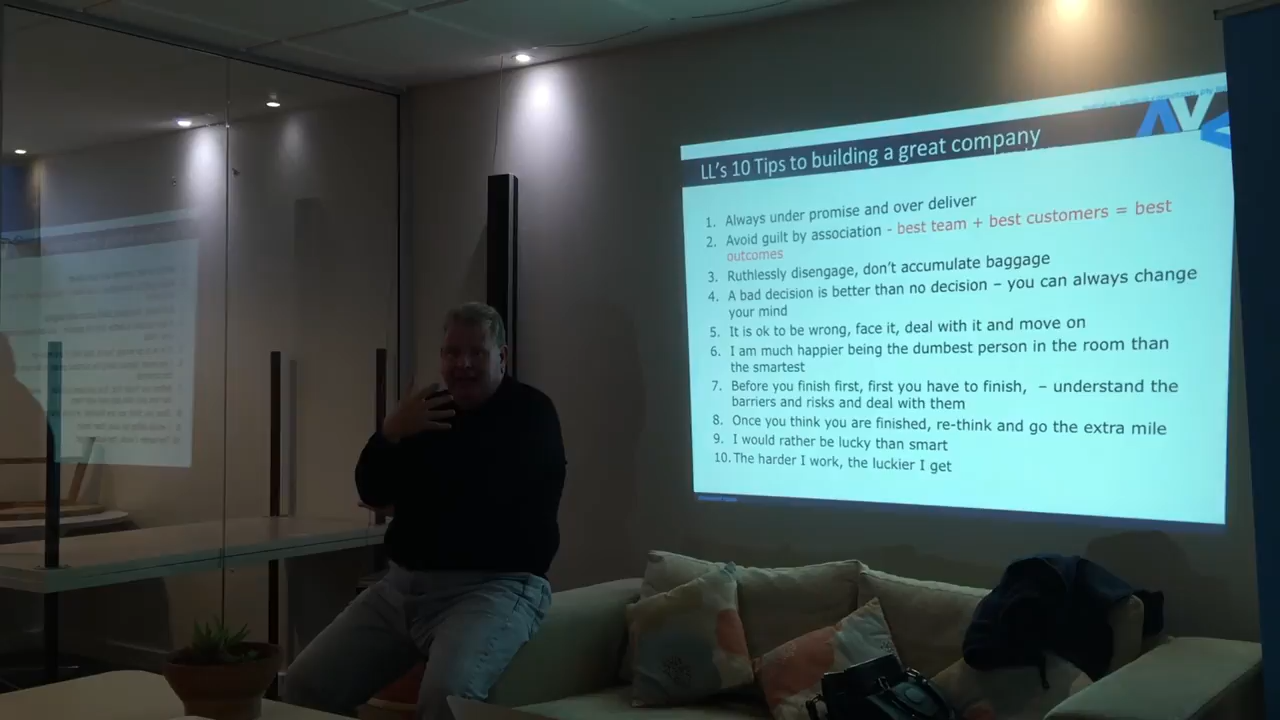 LL's 10 Tips to building a great company
1. Always under promise and over deliver
2. Avoid guilt by association - best team + best customers = best
outcomes
3. Ruthlessly disengage, don't accumulate baggage
4. A bad decision is better than no decision – you can always change
your mind
5. It is ok to be wrong, face it, deal with it and move on
6. I am much happier being the dumbest person in the room than
the smartest
7. Before you finish first, first you have to finish, – understand the
barriers and risks and deal with them
8. Once you think you are finished, re-think and go the extra mile
9. I would rather be lucky than smart
10. The harder I work, the luckier I get